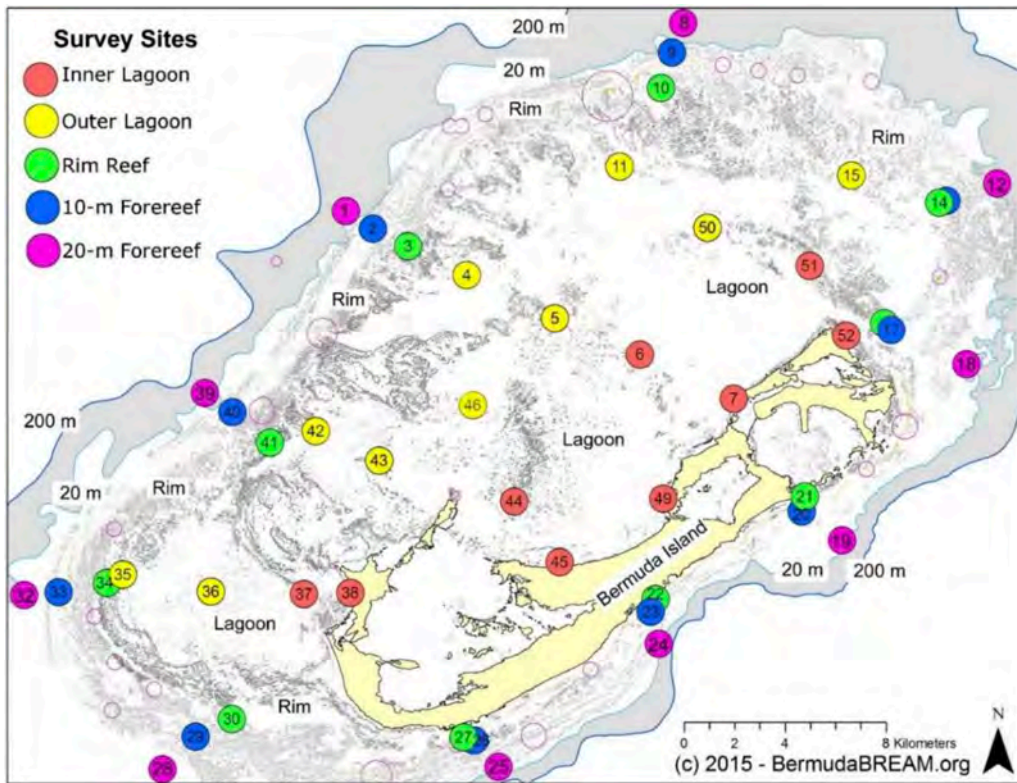 Survey Sites
Inner Lagoon
Outer Lagoon
Rim Reef
10-m Forereef
20-m Forereef
200 m
8
9
20 m
10
Rim
Rim
11
15
12
14
1
2
3
50
4
51
Lagoon
Rim
5
17
52
6
18
39
7
40
46
200 m
42
41
Lagoon
43
20 m
Rim
44
49
21
20
19
45
Bermuda Island
20 m
200 m
35
34
33
32
36
37
38
22
23
Lagoon
24
30
Rim
29
27
26
25
28
N
0
2
4
8 Kilometers
(c) 2015 - BermudaBREAM.org